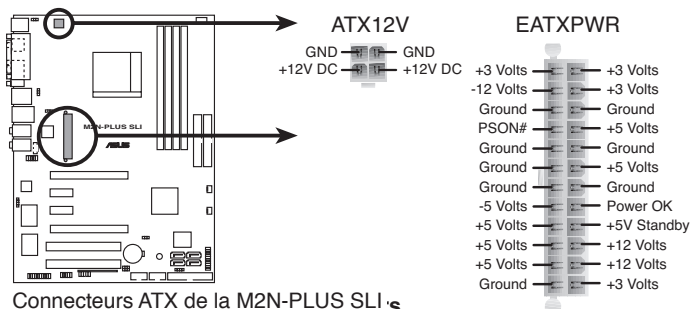 ATX12V
EATXPWR
GND GND
+12V DC +12V DC
+3 Volts +3 Volts
-12 Volts +3 Volts
Ground Ground
PSON# +5 Volts
Ground Ground
Ground +5 Volts
Ground Ground
-5 Volts Power OK
+5 Volts +5V Standby
+5 Volts +12 Volts
+5 Volts +12 Volts
Ground +3 Volts
M2N-PLUS SLI
ASUS
Connecteurs ATX de la M2N-PLUS SLI